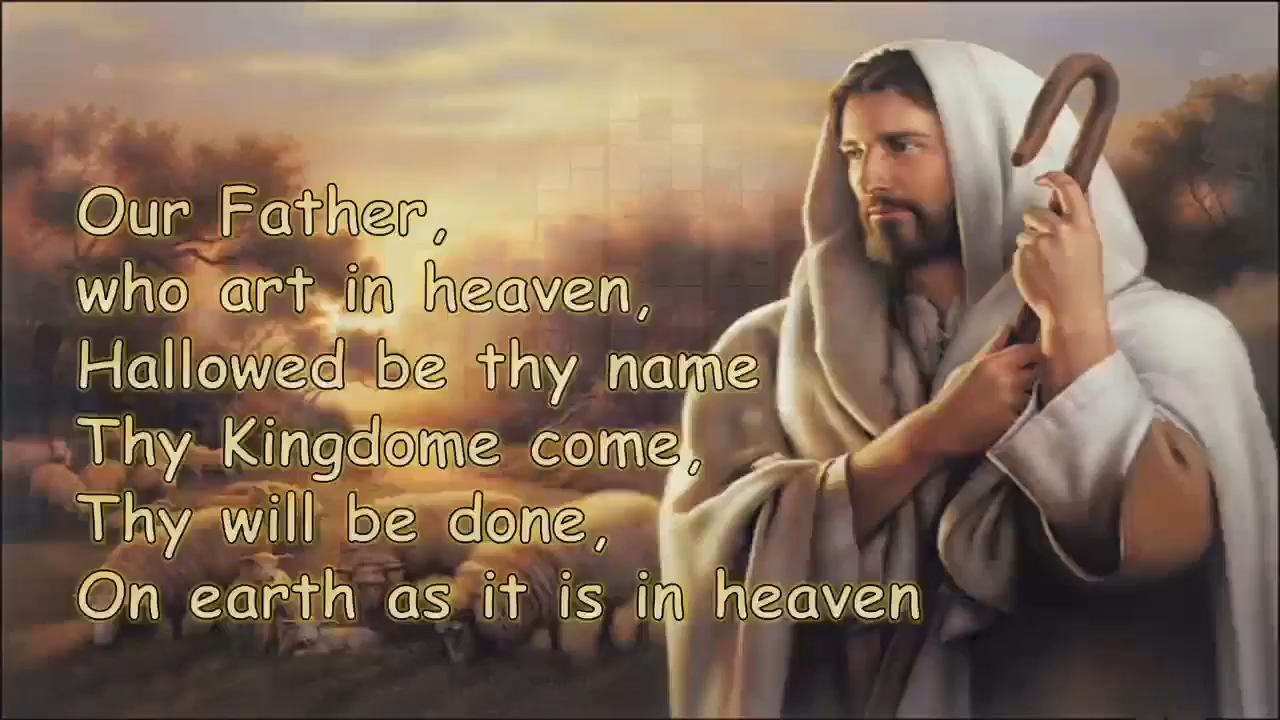 Our Father,
who art in heaven,
Hallowed be thy name
Thy Kingdome come,
Thy will be done,
On earth as it is in heaven